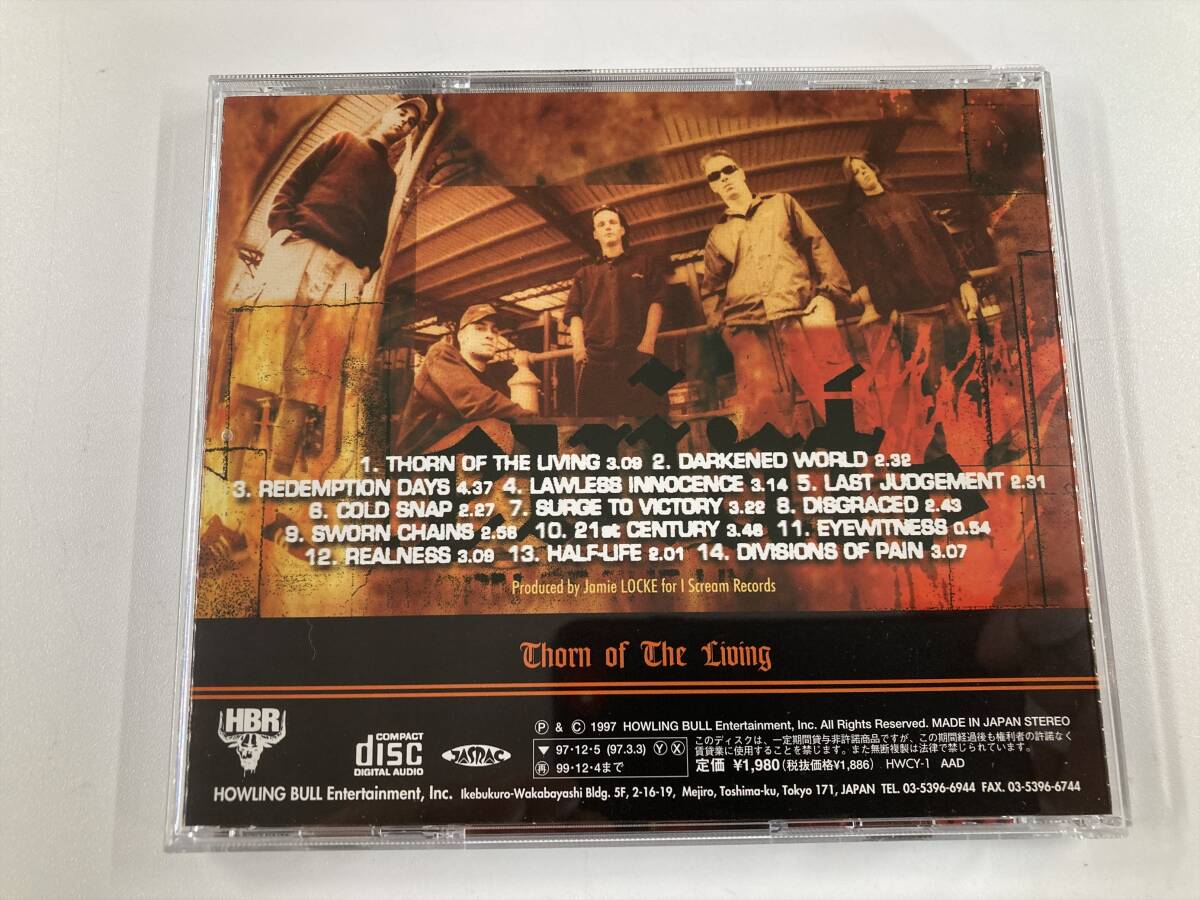 1. THORN OF THE LIVING 3.09 2. DARKENED WORLD 2.32
3. REDEMPTION DAYS 4.37 4. LAWLESS INNOCENCE 3.14 5. LAST JUDGEMENT 2.31
6. COLD SNAP 2.27 7. SURGE TO VICTORY 3.22 8. DISGRACED 2.43
9. SWORN CHAINS 2.58 10. 21st CENTURY 3.48 11. EYEWITNESS 0.54
12. REALNESS 3.09 13. HALF-LIFE 2.01 14. DIVISIONS OF PAIN 3.07
Produced by Jamie LOCKE for I Scream Records
Thorn of The Living
HBR
COMPACT
disc
DIGITAL AUDIO
JASRAC
Ⓟ & Ⓒ 1997 HOWLING BULL Entertainment, Inc. All Rights Reserved. MADE IN JAPAN STEREO
▼97・12・5 (97.3.3) Ⓨ Ⓧ
再 99・12・4まで
このディスクは、一定期間貸与非許諾商品ですが、この期間経過後も権利者の許諾なく
賃貸業に使用することを禁じます。また無断複製は法律で禁じられています。
定価 ¥1,980(税抜価格¥1,886) HWCY-1 AAD
HOWLING BULL Entertainment, Inc. Ikebukuro-Wakabayashi Bldg. 5F, 2-16-19, Mejiro, Toshima-ku, Tokyo 171, JAPAN TEL. 03-5396-6944 FAX. 03-5396-6744